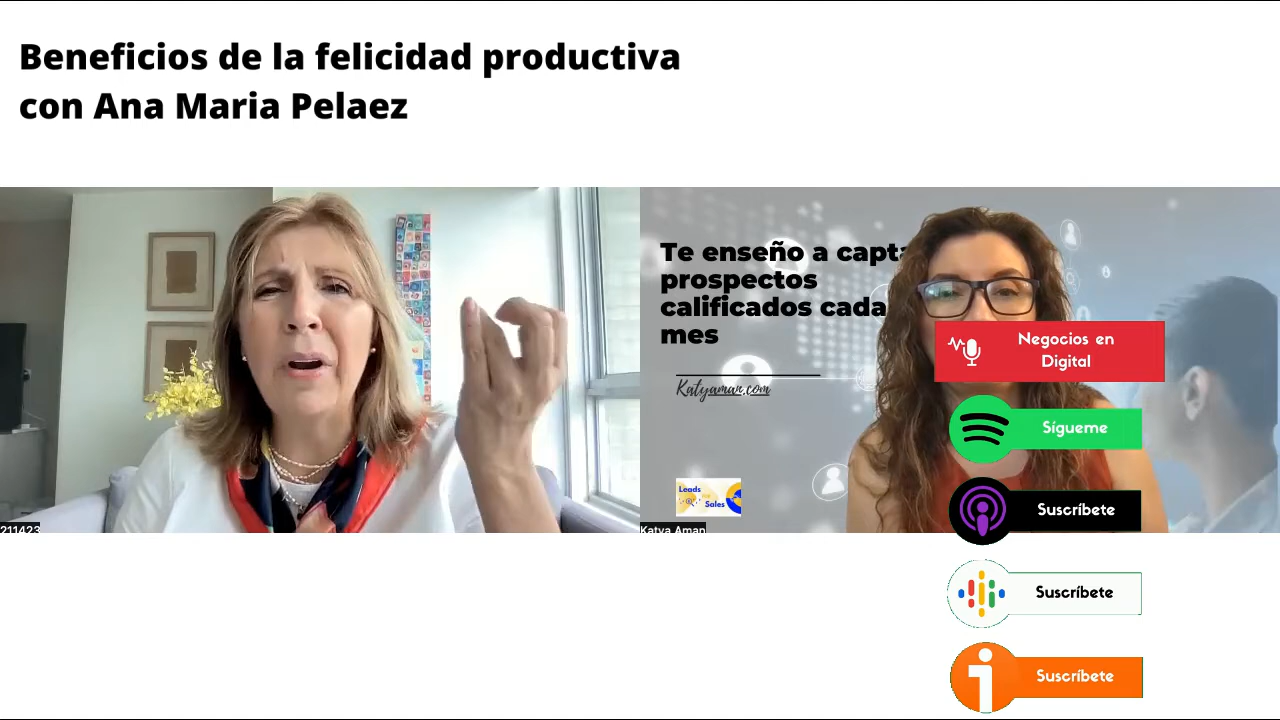 Beneficios de la felicidad productiva
con Ana Maria Pelaez
Te enseño a capta
prospectos
calificados cada
mes
Katyaman.com
Leads
Sales
211423
Katya Aman
Negocios en
Digital
Sígueme
Suscríbete
Suscríbete
Suscríbete